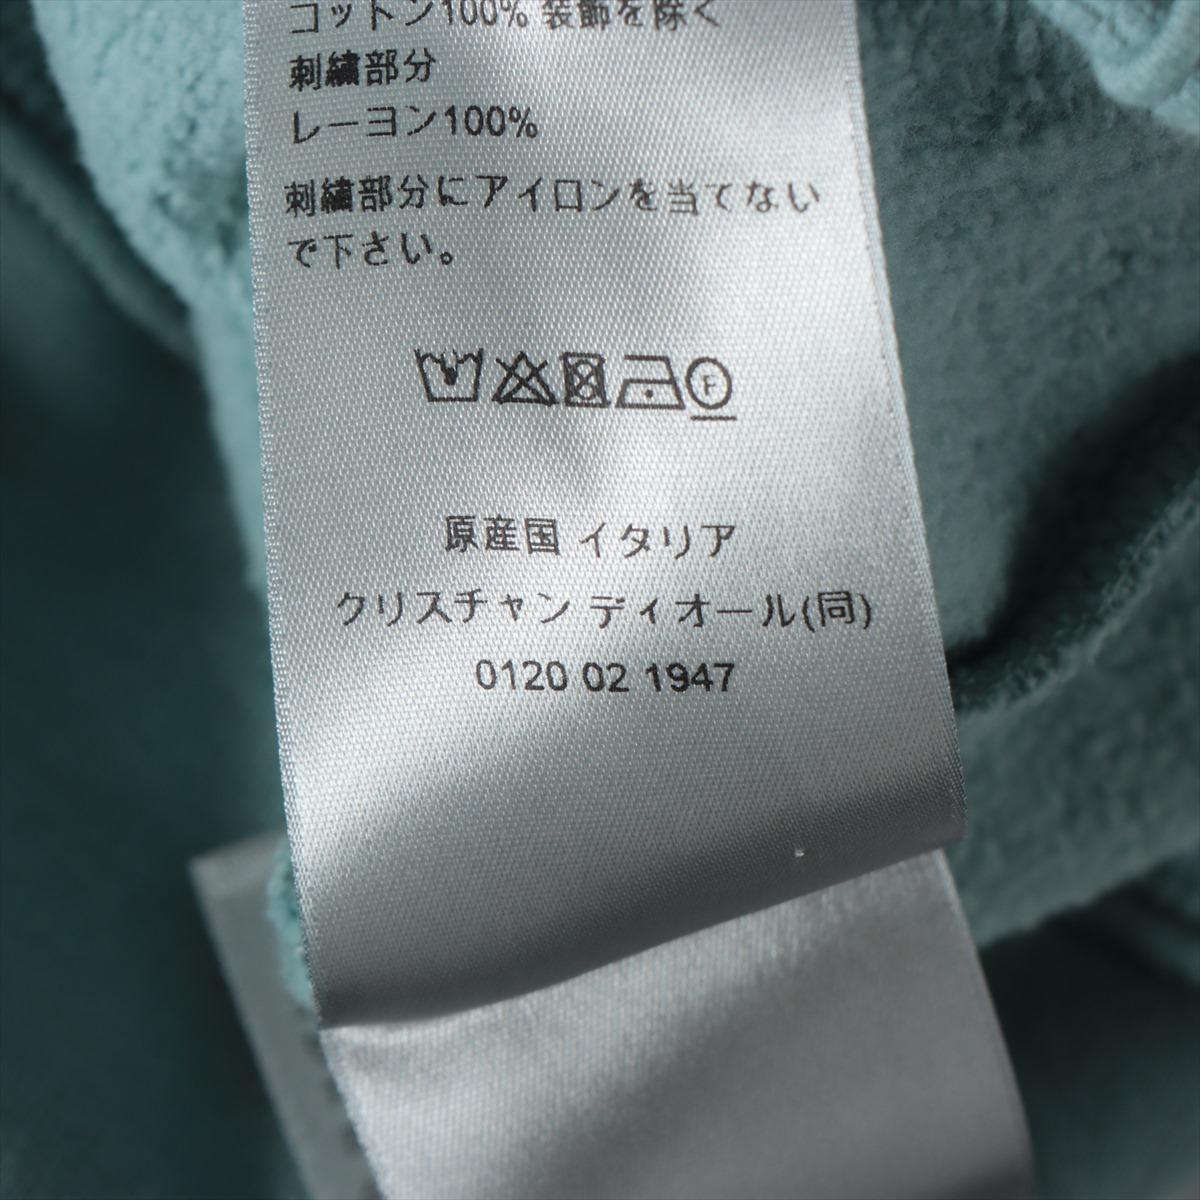 コットン100% 装飾を除く
刺繍部分
レーヨン100%
刺繍部分にアイロンを当てない
で下さい。
F
原産国 イタリア
クリスチャン ディオール(同)
0120 02 1947